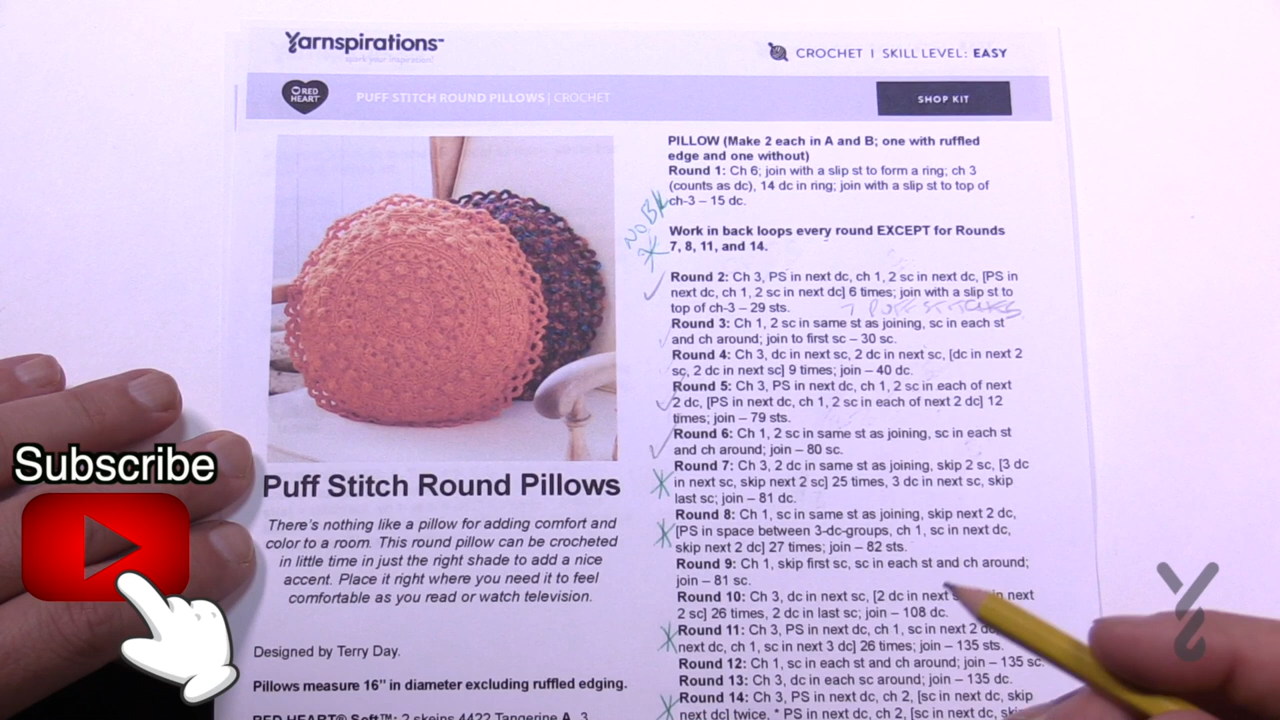 Yarnspirations
spark your inspiration!
CROCHET I SKILL LEVEL: EASY
RED
HEART
PUFF STITCH ROUND PILLOWS | CROCHET
SHOP KIT
Puff Stitch Round Pillows
There's nothing like a pillow for adding comfort and
color to a room. This round pillow can be crocheted
in little time in just the right shade to add a nice
accent. Place it right where you need it to feel
comfortable as you read or watch television.
Designed by Terry Day.
Pillows measure 16" in diameter excluding ruffled edging.
RED HEART® Soft™: 2 skeins 4422 Tangerine A, 3
PILLOW (Make 2 each in A and B; one with ruffled
edge and one without)
Round 1: Ch 6; join with a slip st to form a ring; ch 3
(counts as dc), 14 dc in ring; join with a slip st to top of
ch-3 – 15 dc.
Work in back loops every round EXCEPT for Rounds
7, 8, 11, and 14.
Round 2: Ch 3, PS in next dc, ch 1, 2 sc in next dc, [PS in
next dc, ch 1, 2 sc in next dc] 6 times; join with a slip st to
top of ch-3 – 29 sts.
7 PUFF STITCHES
Round 3: Ch 1, 2 sc in same st as joining, sc in each st
and ch around; join to first sc – 30 sc.
Round 4: Ch 3, dc in next sc, 2 dc in next sc, [dc in next 2
sc, 2 dc in next sc] 9 times; join – 40 dc.
Round 5: Ch 3, PS in next dc, ch 1, 2 sc in each of next
2 dc, [PS in next dc, ch 1, 2 sc in each of next 2 dc] 12
times; join – 79 sts.
Round 6: Ch 1, 2 sc in same st as joining, sc in each st
and ch around; join – 80 sc.
Round 7: Ch 3, 2 dc in same st as joining, skip 2 sc, [3 dc
in next sc, skip next 2 sc] 25 times, 3 dc in next sc, skip
last sc; join – 81 dc.
Round 8: Ch 1, sc in same st as joining, skip next 2 dc,
[PS in space between 3-dc-groups, ch 1, sc in next dc,
skip next 2 dc] 27 times; join – 82 sts.
Round 9: Ch 1, skip first sc, sc in each st and ch around;
join – 81 sc.
Round 10: Ch 3, dc in next sc, [2 dc in next in next
2 sc] 26 times, 2 dc in last sc; join – 108 dc.
Round 11: Ch 3, PS in next dc, ch 1, sc in next 2 dc,
next dc, ch 1, sc in next 3 dc] 26 times; join – 135 sts.
Round 12: Ch 1, sc in each st and ch around; join – 135 sc.
Round 13: Ch 3, dc in each sc around; join – 135 dc.
Round 14: Ch 3, PS in next dc, ch 2, [sc in next dc, skip
next dc] twice, * PS in next dc, ch 2, [sc in next dc, skip
Subscribe